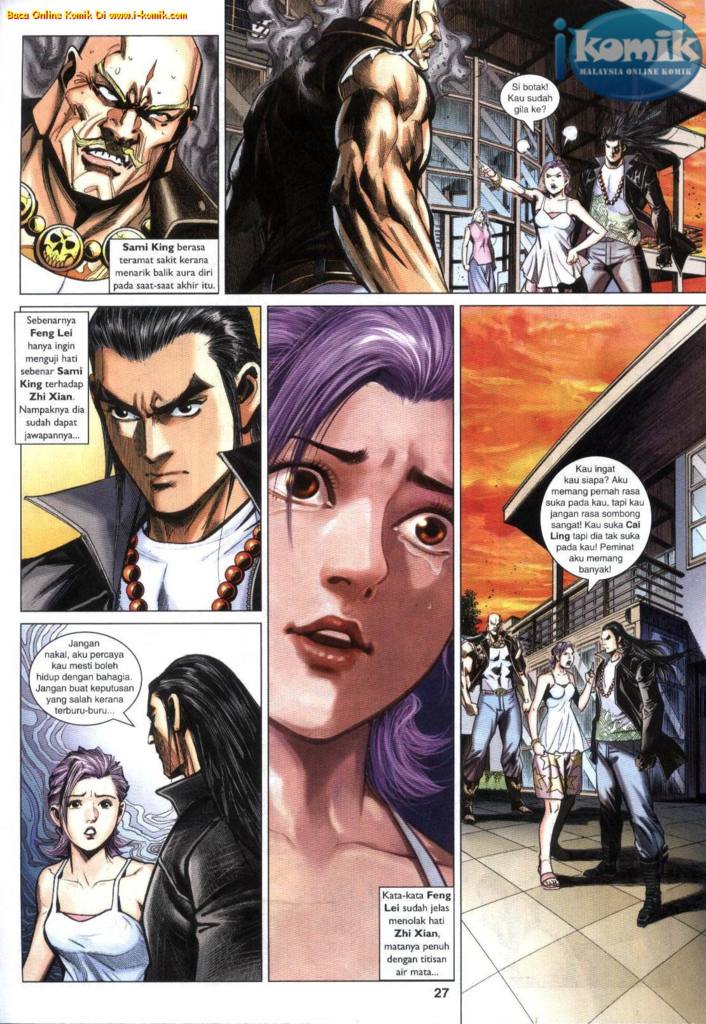 Baca Online Komik Di www.i-komik.com
ikomik
MALAYSIA ONLINE KOMIK
Sami King berasa
teramat sakit kerana
menarik balik aura diri
pada saat-saat akhir itu.
Si botak!
Kau sudah
gila ke?
Sebenarnya
Feng Lei
hanya ingin
menguji hati
sebenar Sami
King terhadap
Zhi Xian.
Nampaknya dia
sudah dapat
jawapannya...
Kata-kata Feng
Lei sudah jelas
menolak hati
Zhi Xian,
matanya penuh
dengan titisan
air mata...
Kau ingat
kau siapa? Aku
memang pernah rasa
suka pada kau, tapi kau
jangan rasa sombong
sangat! Kau suka Cai
Ling tapi dia tak suka
pada kau! Peminat
aku memang
banyak!
Jangan
nakal, aku percaya
kau mesti boleh
hidup dengan bahagia.
Jangan buat keputusan
yang salah kerana
terburu-buru...
27